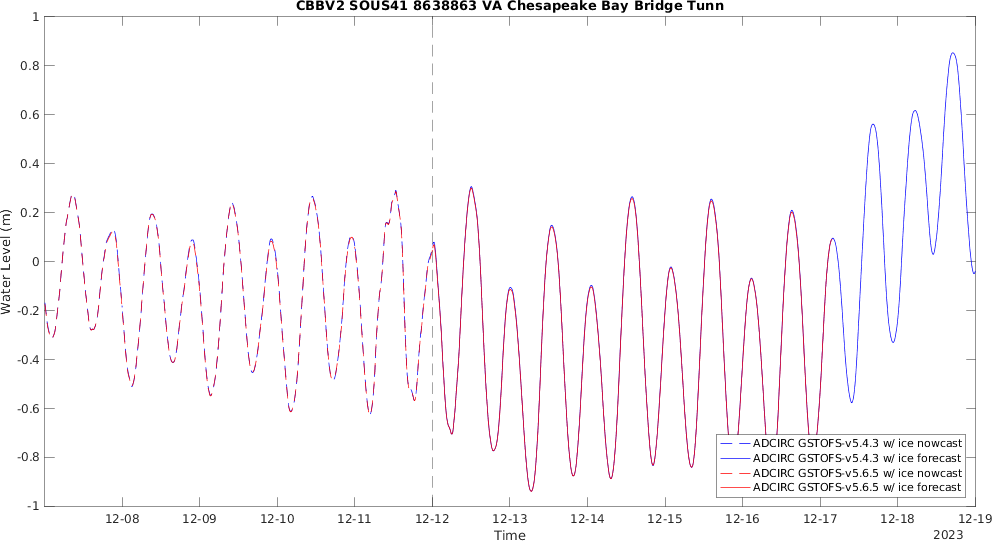 CBBV2 SOUS41 8638863 VA Chesapeake Bay Bridge Tunn
Water Level (m)
1
0.8
0.6
0.4
0.2
0
-0.2
-0.4
-0.6
-0.8
-1
ADCIRC GSTOFS-v5.4.3 w/ ice nowcast
ADCIRC GSTOFS-v5.4.3 w/ ice forecast
ADCIRC GSTOFS-v5.6.5 w/ ice nowcast
ADCIRC GSTOFS-v5.6.5 w/ ice forecast
12-08 12-09 12-10 12-11 12-12 12-13 12-14 12-15 12-16 12-17 12-18 12-19
Time
2023